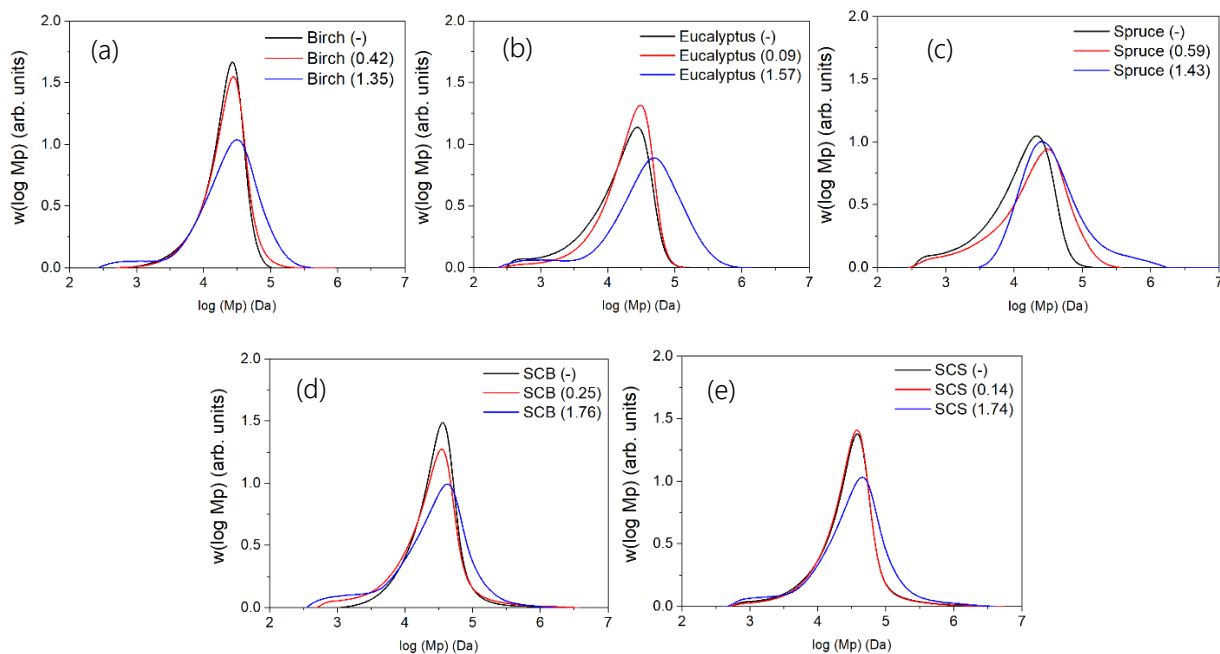 (a)
Birch (-)
Birch (0.42)
Birch (1.35)
w(log Mp) (arb. units)
2.0
1.5
1.0
0.5
0.0
2 3 4 5 6 7
log (Mp) (Da)
(b)
Eucalyptus (-)
Eucalyptus (0.09)
Eucalyptus (1.57)
w(log Mp) (arb. units)
2.0
1.5
1.0
0.5
0.0
2 3 4 5 6 7
log (Mp) (Da)
(c)
Spruce (-)
Spruce (0.59)
Spruce (1.43)
w(log Mp) (arb. units)
2.0
1.5
1.0
0.5
0.0
2 3 4 5 6 7
log (Mp) (Da)
(d)
SCB (-)
SCB (0.25)
SCB (1.76)
w(log Mp) (arb. units)
2.0
1.5
1.0
0.5
0.0
2 3 4 5 6 7
log (Mp) (Da)
(e)
SCS (-)
SCS (0.14)
SCS (1.74)
w(log Mp) (arb. units)
2.0
1.5
1.0
0.5
0.0
2 3 4 5 6 7
log (Mp) (Da)